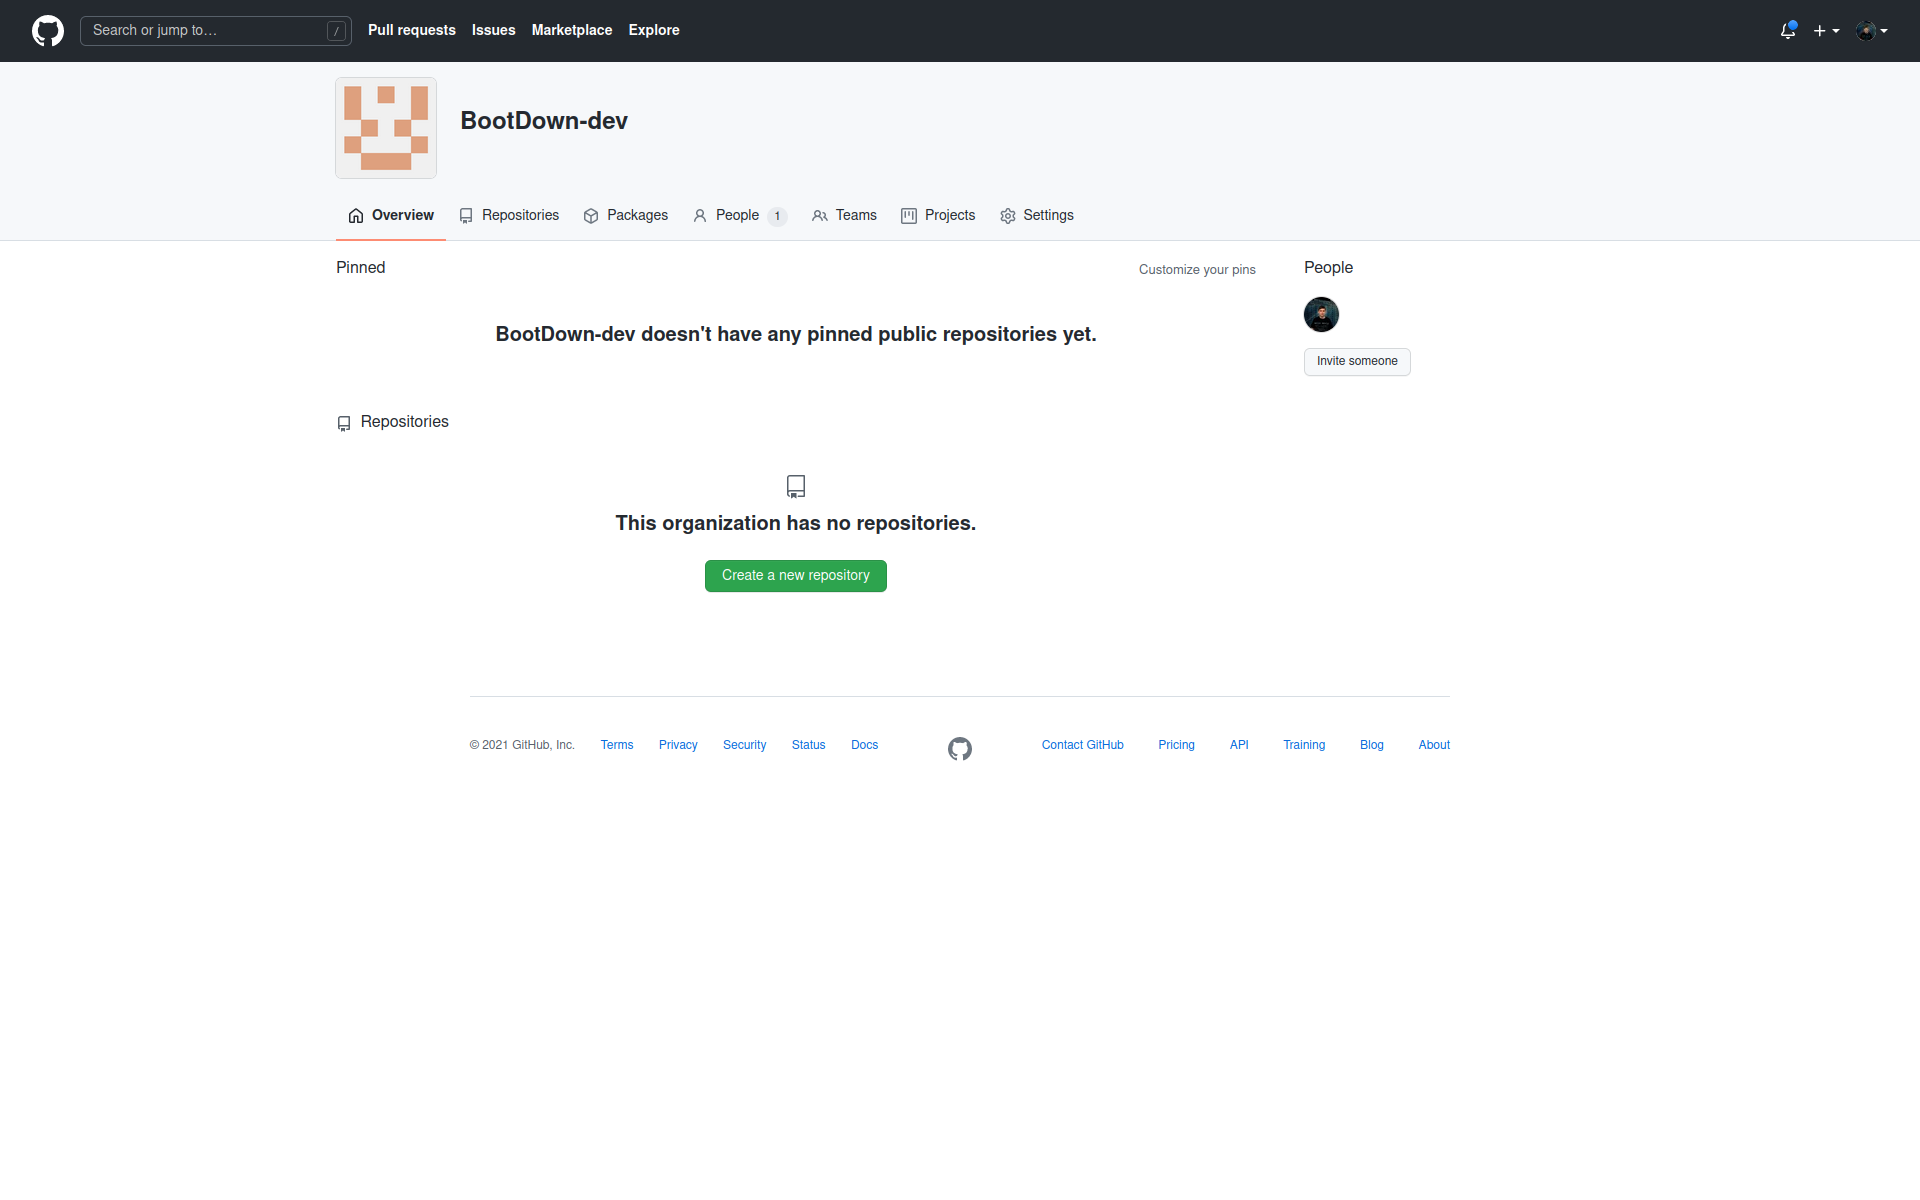 Search or jump to… /
Pull requests Issues Marketplace Explore
BootDown-dev
Overview Repositories Packages People 1 Teams Projects Settings
Pinned
Customize your pins
BootDown-dev doesn't have any pinned public repositories yet.
People
Invite someone
Repositories
This organization has no repositories.
Create a new repository
© 2021 GitHub, Inc. Terms Privacy Security Status Docs Contact GitHub Pricing API Training Blog About